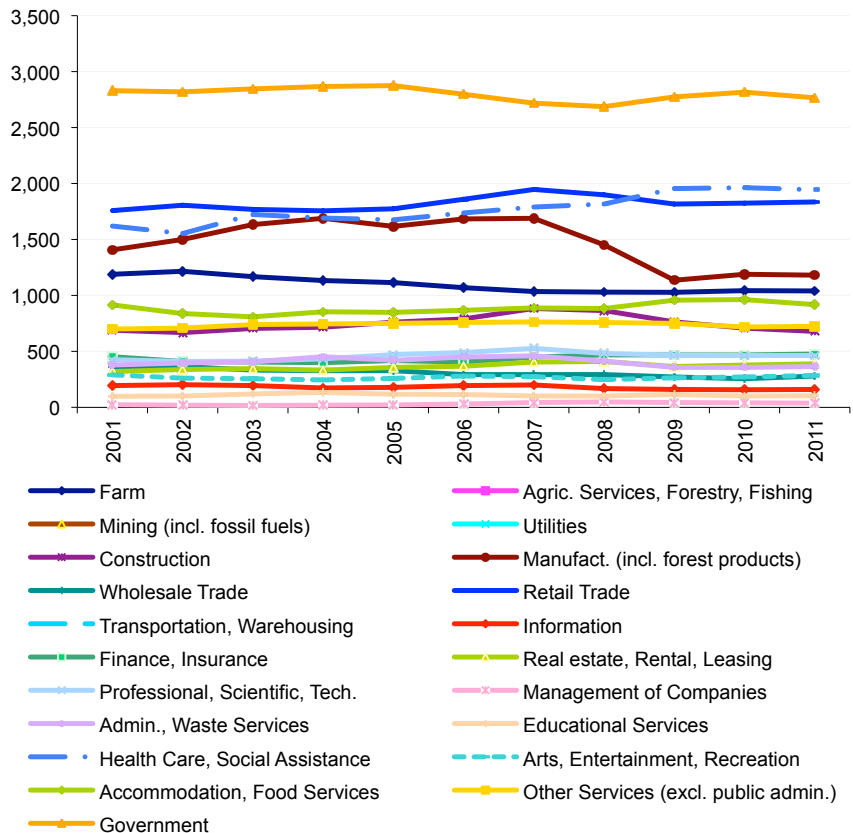 3,500
3,000
2,500
2,000
1,500
1,000
500
0
2001 2002 2003 2004 2005 2006 2007 2008 2009 2010 2011
Farm Agric. Services, Forestry, Fishing
Mining (incl. fossil fuels) Utilities
Construction Manufact. (incl. forest products)
Wholesale Trade Retail Trade
Transportation, Warehousing Information
Finance, Insurance Real estate, Rental, Leasing
Professional, Scientific, Tech. Management of Companies
Admin., Waste Services Educational Services
Health Care, Social Assistance Arts, Entertainment, Recreation
Accommodation, Food Services Other Services (excl. public admin.)
Government